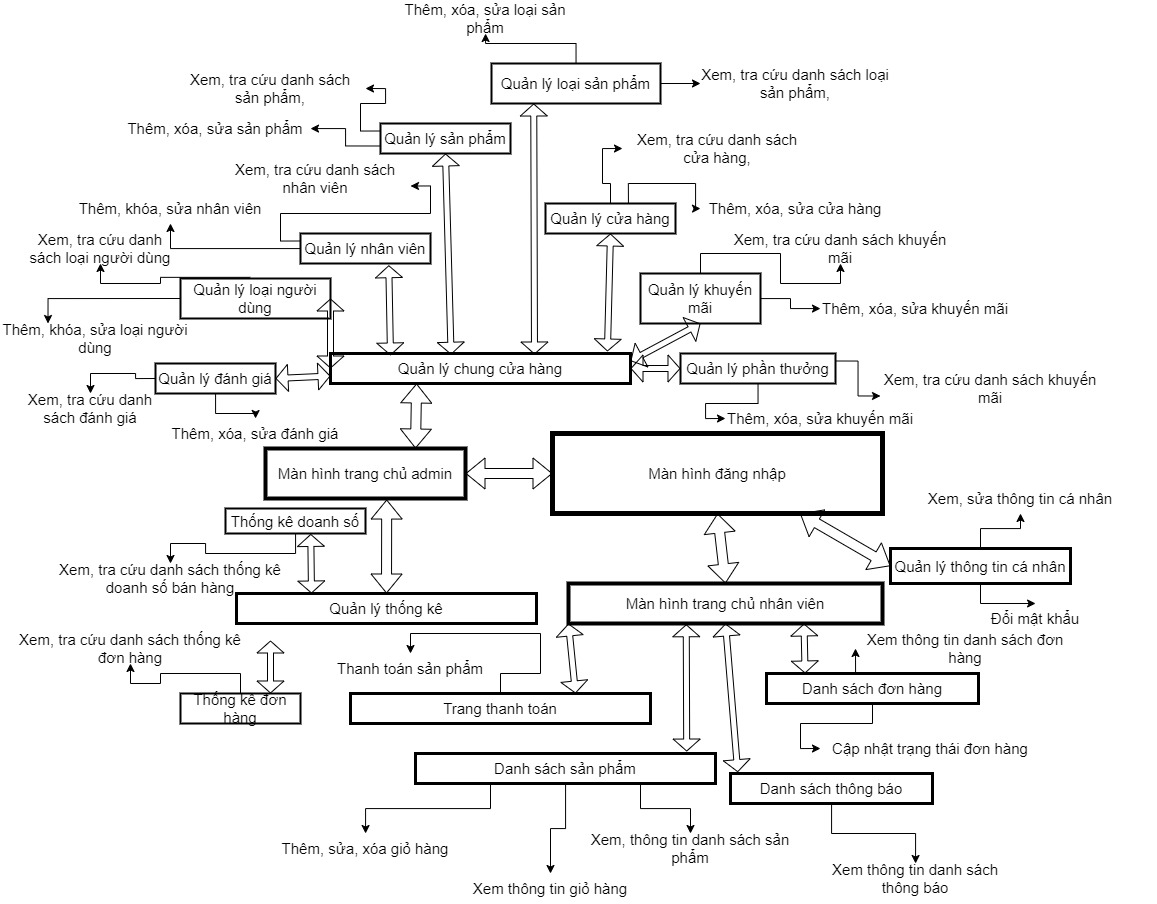 Thêm, xóa, sửa loại sản
phẩm
Quản lý loại sản phẩm
Xem, tra cứu danh sách loại
sản phẩm,
Xem, tra cứu danh sách
sản phẩm,
Thêm, xóa, sửa sản phẩm
Quản lý sản phẩm
Xem, tra cứu danh sách
cửa hàng,
Xem, tra cứu danh sách
nhân viên
Thêm, khóa, sửa nhân viên
Quản lý cửa hàng
Thêm, xóa, sửa cửa hàng
Xem, tra cứu danh
sách loại người dùng
Quản lý nhân viên
Xem, tra cứu danh sách khuyến
mãi
Quản lý loại người
dùng
Quản lý khuyến
mãi
Thêm, xóa, sửa khuyến mãi
Thêm, khóa, sửa loại người
dùng
Quản lý chung cửa hàng
Quản lý phần thưởng
Quản lý đánh giá
Xem, tra cứu danh sách khuyến
mãi
Xem, tra cứu danh
sách đánh giá
Thêm, xóa, sửa khuyến mãi
Thêm, xóa, sửa đánh giá
Màn hình trang chủ admin
Màn hình đăng nhập
Xem, sửa thông tin cá nhân
Thống kê doanh số
Xem, tra cứu danh sách thống kê
doanh số bán hàng
Quản lý thông tin cá nhân
Quản lý thống kê
Màn hình trang chủ nhân viên
Đổi mật khẩu
Xem, tra cứu danh sách thống kê
đơn hàng
Xem thông tin danh sách đơn
hàng
Thanh toán sản phẩm
Danh sách đơn hàng
Thống kê đơn
hàng
Trang thanh toán
Cập nhật trạng thái đơn hàng
Danh sách sản phẩm
Danh sách thông báo
Thêm, sửa, xóa giỏ hàng
Xem, thông tin danh sách sản
phẩm
Xem thông tin giỏ hàng
Xem thông tin danh sách
thông báo